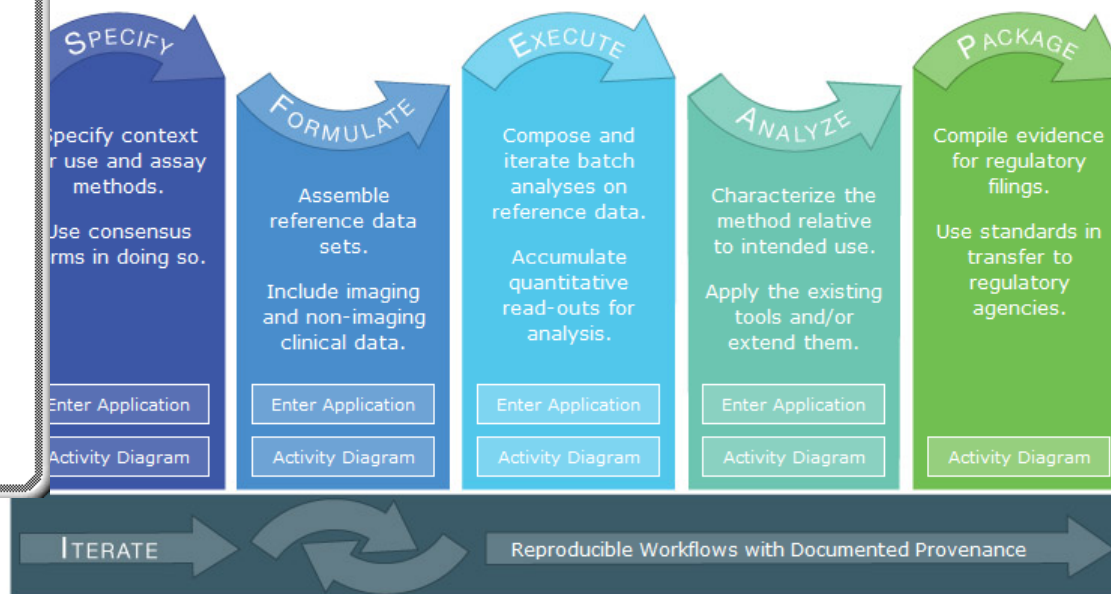 SPECIFY
Specify context
r use and assay
methods.
Use consensus
rms in doing so.
Enter Application
Activity Diagram
FORMULATE
Assemble
reference data
sets.
Include imaging
and non-imaging
clinical data.
Enter Application
Activity Diagram
EXECUTE
Compose and
iterate batch
analyses on
reference data.
Accumulate
quantitative
read-outs for
analysis.
Enter Application
Activity Diagram
ANALYZE
Characterize the
method relative
to intended use.
Apply the existing
tools and/or
extend them.
Enter Application
Activity Diagram
PACKAGE
Compile evidence
for regulatory
filings.
Use standards in
transfer to
regulatory
agencies.
Activity Diagram
ITERATE
Reproducible Workflows with Documented Provenance